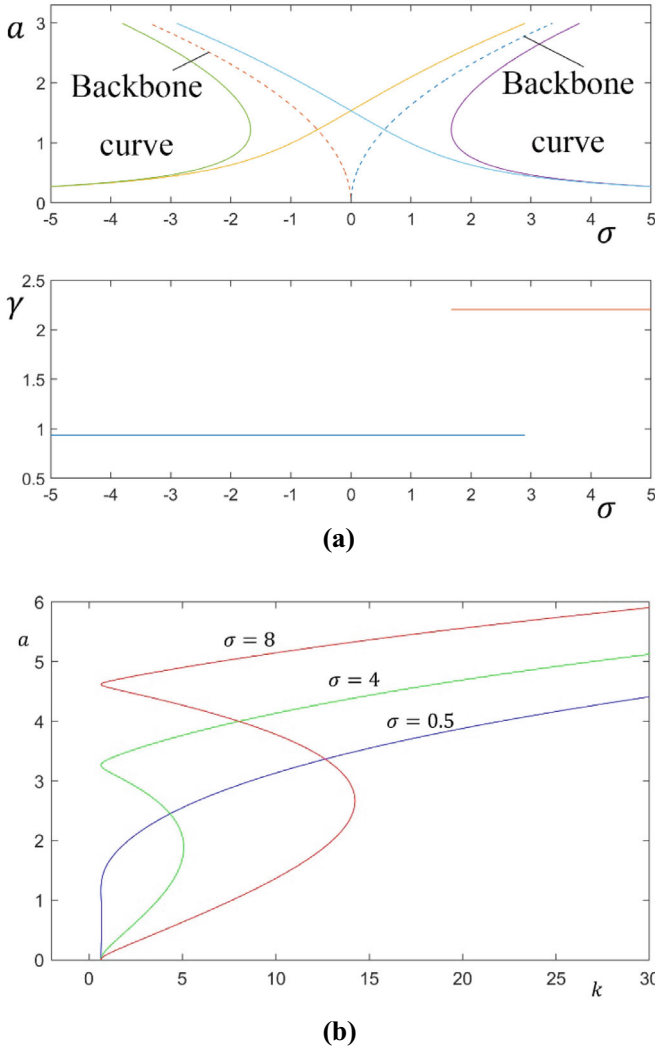 a
3
Backbone
Backbone
2
curve
curve
1
0
-5 -4 -3 -2 -1 0 1 2 3 4 5
σ
2.5
γ
2
1.5
1
0.5
-5 -4 -3 -2 -1 0 1 2 3 4 5
σ
(a)
6
a
σ = 8
5
σ = 4
4
σ = 0.5
3
2
1
0
0 5 10 15 20 25 30
k
(b)